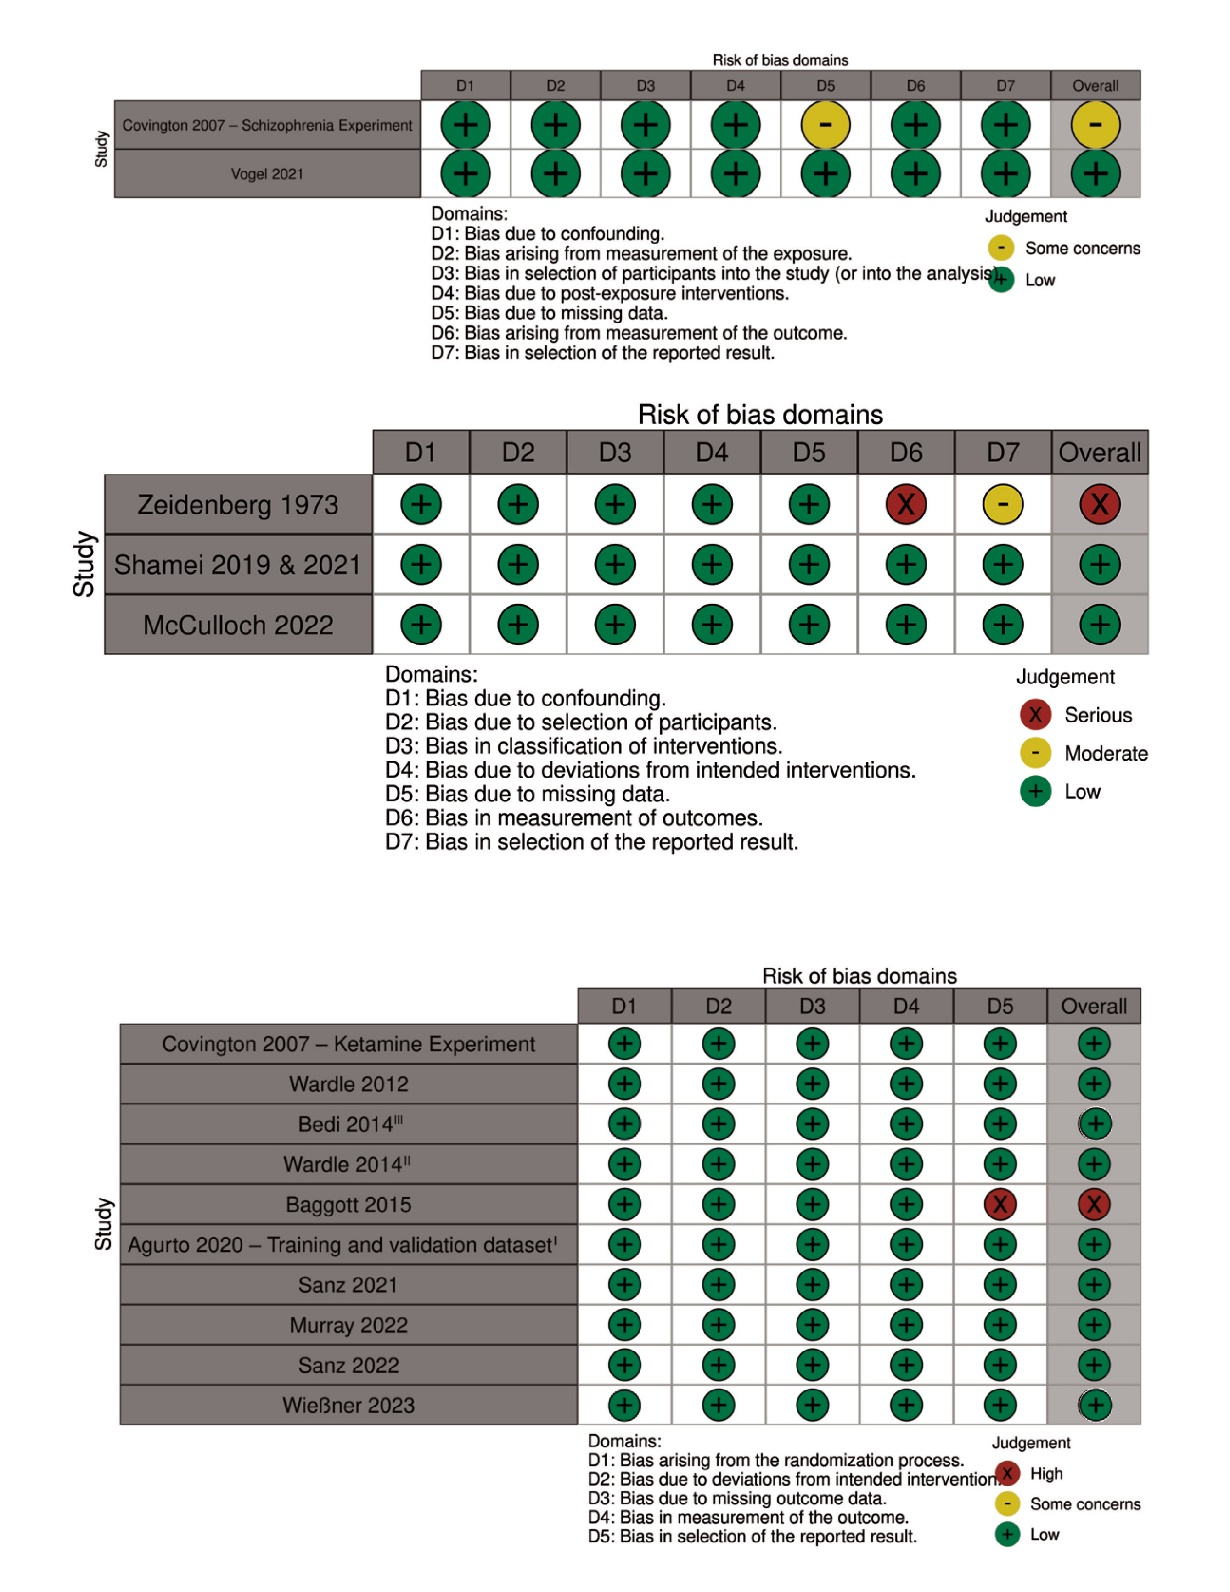 Risk of bias domains
D1 D2 D3 D4 D5 D6 D7 Overall
Study
Covington 2007 – Schizophrenia Experiment + + + + - + + -
Vogel 2021 + + + + + + + +
Domains:
D1: Bias due to confounding.
D2: Bias arising from measurement of the exposure.
D3: Bias in selection of participants into the study (or into the analysis).
D4: Bias due to post-exposure interventions.
D5: Bias due to missing data.
D6: Bias arising from measurement of the outcome.
D7: Bias in selection of the reported result.
Judgement
- Some concerns
+ Low
Risk of bias domains
D1 D2 D3 D4 D5 D6 D7 Overall
Study
Zeidenberg 1973 + + + + + X - X
Shamei 2019 & 2021 + + + + + + + +
McCulloch 2022 + + + + + + + +
Domains:
D1: Bias due to confounding.
D2: Bias due to selection of participants.
D3: Bias in classification of interventions.
D4: Bias due to deviations from intended interventions.
D5: Bias due to missing data.
D6: Bias in measurement of outcomes.
D7: Bias in selection of the reported result.
Judgement
X Serious
- Moderate
+ Low
Risk of bias domains
D1 D2 D3 D4 D5 Overall
Study
Covington 2007 – Ketamine Experiment + + + + + +
Wardle 2012 + + + + + +
Bedi 2014ᴵᴵᴵ + + + + + +
Wardle 2014ᴵᴵ + + + + + +
Baggott 2015 + + + + X X
Agurto 2020 – Training and validation datasetᴵ + + + + + +
Sanz 2021 + + + + + +
Murray 2022 + + + + + +
Sanz 2022 + + + + + +
Wießner 2023 + + + + + +
Domains:
D1: Bias arising from the randomization process.
D2: Bias due to deviations from intended intervention.
D3: Bias due to missing outcome data.
D4: Bias in measurement of the outcome.
D5: Bias in selection of the reported result.
Judgement
X High
- Some concerns
+ Low